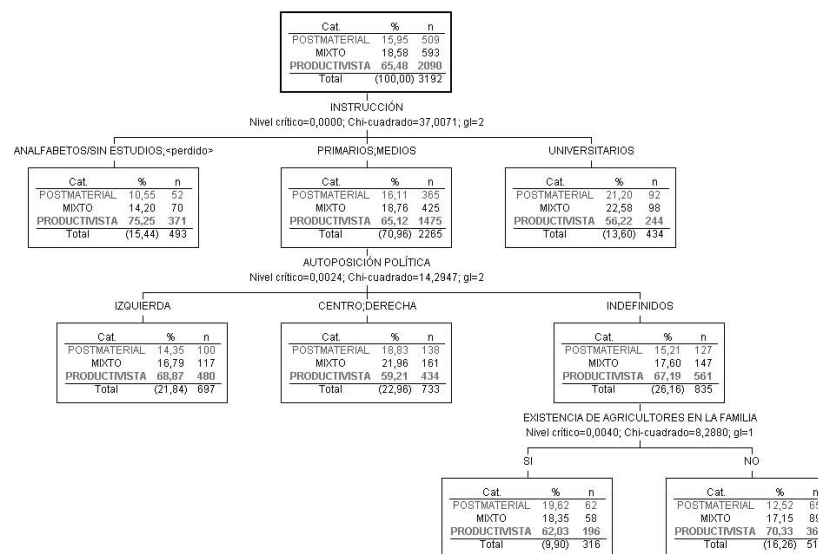 Cat. % n
POSTMATERIAL 15,95 509
MIXTO 18,58 593
PRODUCTIVISTA 65,48 2090
Total (100,00) 3192
INSTRUCCIÓN
Nivel crítico=0,0000; Chi-cuadrado=37,0071; gl=2
ANALFABETOS/SIN ESTUDIOS;<perdido>
Cat. % n
POSTMATERIAL 10,55 52
MIXTO 14,20 70
PRODUCTIVISTA 75,25 371
Total (15,44) 493
PRIMARIOS;MEDIOS
Cat. % n
POSTMATERIAL 16,11 365
MIXTO 18,76 425
PRODUCTIVISTA 65,12 1475
Total (70,96) 2265
UNIVERSITARIOS
Cat. % n
POSTMATERIAL 21,20 92
MIXTO 22,58 98
PRODUCTIVISTA 56,22 244
Total (13,60) 434
AUTOPOSICIÓN POLÍTICA
Nivel crítico=0,0024; Chi-cuadrado=14,2947; gl=2
IZQUIERDA
Cat. % n
POSTMATERIAL 14,35 100
MIXTO 16,79 117
PRODUCTIVISTA 68,87 480
Total (21,84) 697
CENTRO;DERECHA
Cat. % n
POSTMATERIAL 18,83 138
MIXTO 21,96 161
PRODUCTIVISTA 59,21 434
Total (22,96) 733
INDEFINIDOS
Cat. % n
POSTMATERIAL 15,21 127
MIXTO 17,60 147
PRODUCTIVISTA 67,19 561
Total (26,16) 835
EXISTENCIA DE AGRICULTORES EN LA FAMILIA
Nivel crítico=0,0040; Chi-cuadrado=8,2880; gl=1
SI
Cat. % n
POSTMATERIAL 19,62 62
MIXTO 18,35 58
PRODUCTIVISTA 62,03 196
Total (9,90) 316
NO
Cat. % n
POSTMATERIAL 12,52
MIXTO 17,15
PRODUCTIVISTA 70,33
Total (16,26)